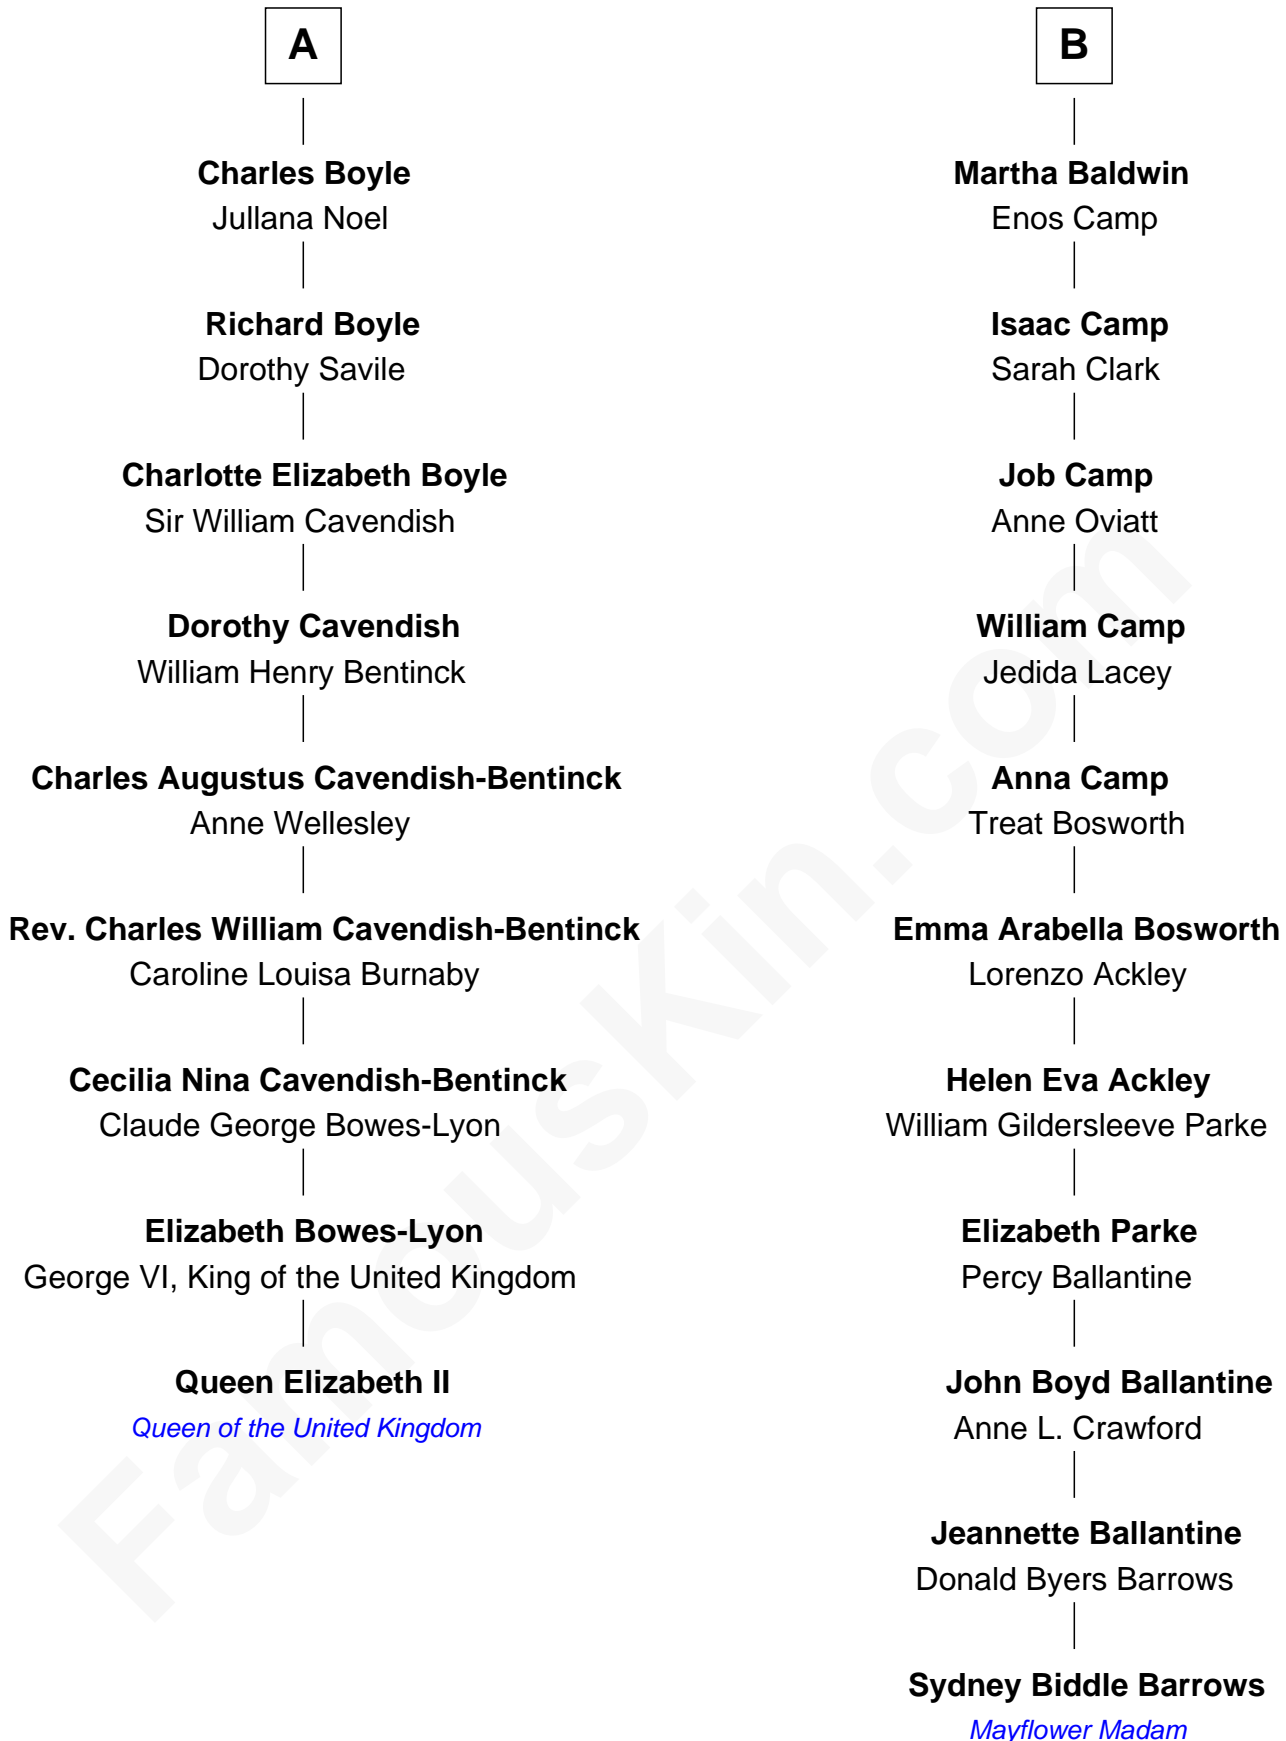 A
Charles Boyle
Jullana Noel
Richard Boyle
Dorothy Savile
Charlotte Elizabeth Boyle
Sir William Cavendish
Dorothy Cavendish
William Henry Bentinck
Charles Augustus Cavendish-Bentinck
Anne Wellesley
Rev. Charles William Cavendish-Bentinck
Caroline Louisa Burnaby
Cecilia Nina Cavendish-Bentinck
Claude George Bowes-Lyon
Elizabeth Bowes-Lyon
George VI, King of the United Kingdom
Queen Elizabeth II
Queen of the United Kingdom
B
Martha Baldwin
Enos Camp
Isaac Camp
Sarah Clark
Job Camp
Anne Oviatt
William Camp
Jedida Lacey
Anna Camp
Treat Bosworth
Emma Arabella Bosworth
Lorenzo Ackley
Helen Eva Ackley
William Gildersleeve Parke
Elizabeth Parke
Percy Ballantine
John Boyd Ballantine
Anne L. Crawford
Jeannette Ballantine
Donald Byers Barrows
Sydney Biddle Barrows
Mayflower Madam
FamousKin.com